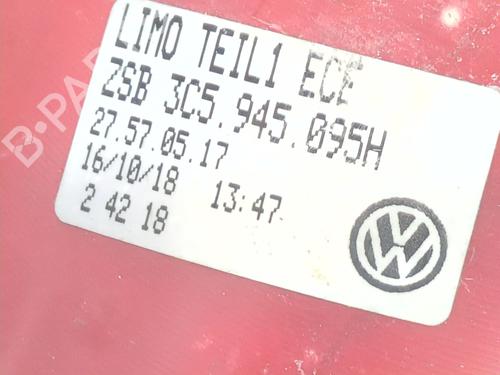 LIMO TEIL1 ECE
ZSB 3C5.945.095H
27.57.05.17
16/10/18 13:47
2 42 18
B-PARTS